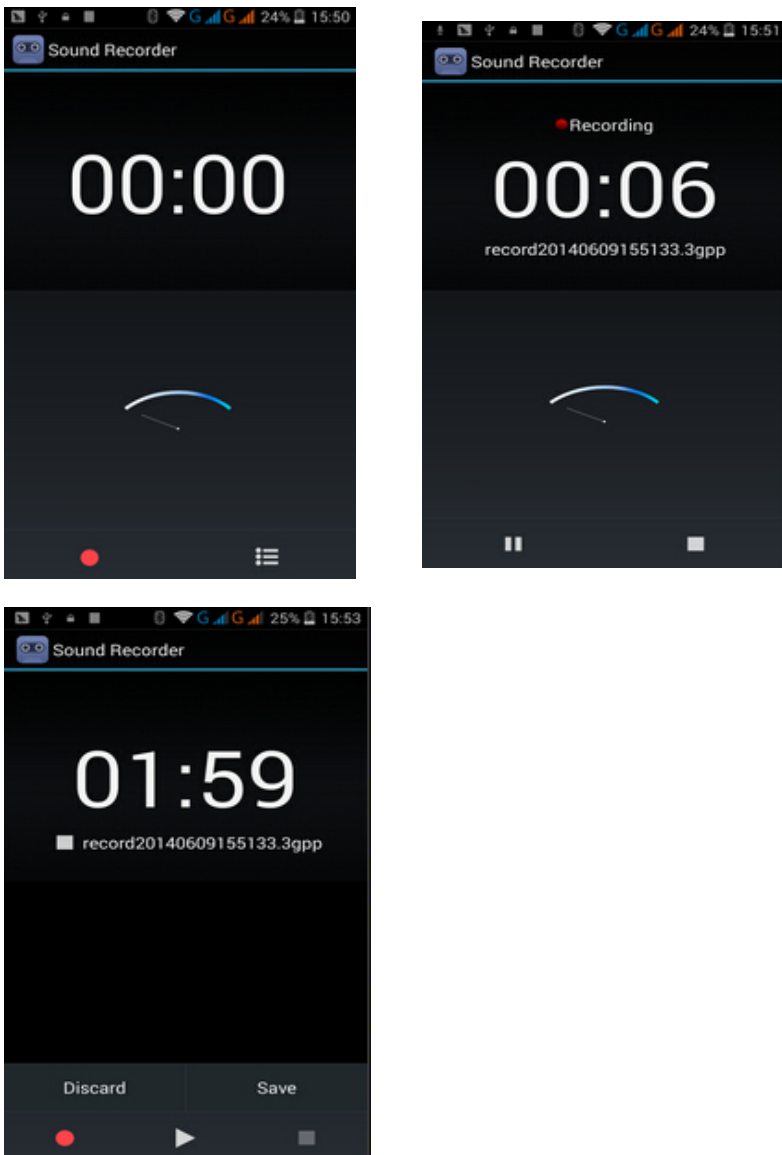 G G 24% 15:50
Sound Recorder
00:00
G G 24% 15:51
Sound Recorder
Recording
00:06
record20140609155133.3gpp
G G 25% 15:53
Sound Recorder
01:59
record20140609155133.3gpp
Discard Save